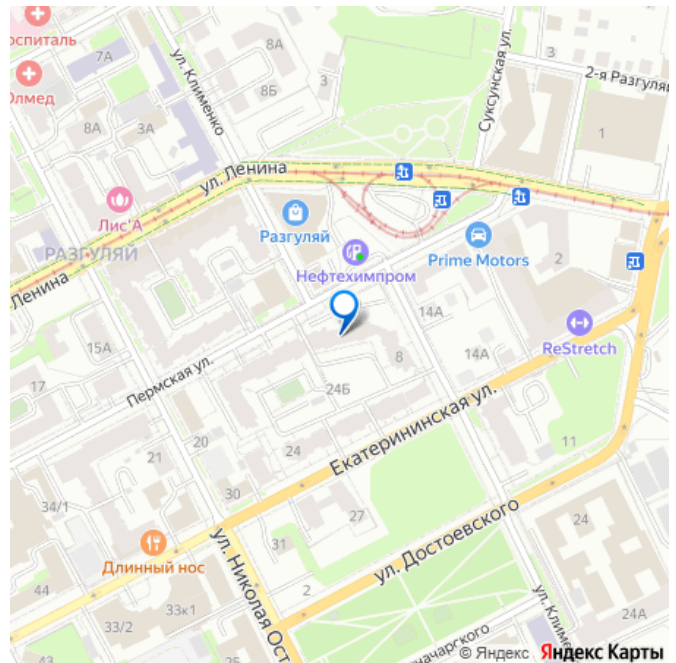 оспиталь
7А
ул. Клименко
8А
8Б
3
Суксунская ул.
3
2-я Разгуляй
Олмед
8А
3А
1
ул. Ленина
Лис'А
Разгуляй
РАЗГУЛЯЙ
Нефтехимпром
Prime Motors
2
Ленина
14А
15А
14А
ReStretch
8
17
Пермская ул.
24Б
20
Екатерининская ул.
21
24
11
34/1
30
27
24
Длинный нос
31
ул. Достоевского
44
2
ул. Николая Ост
33к1
33/2
24А
ул. Климе
начарского
© Яндекс Яндекс Карты